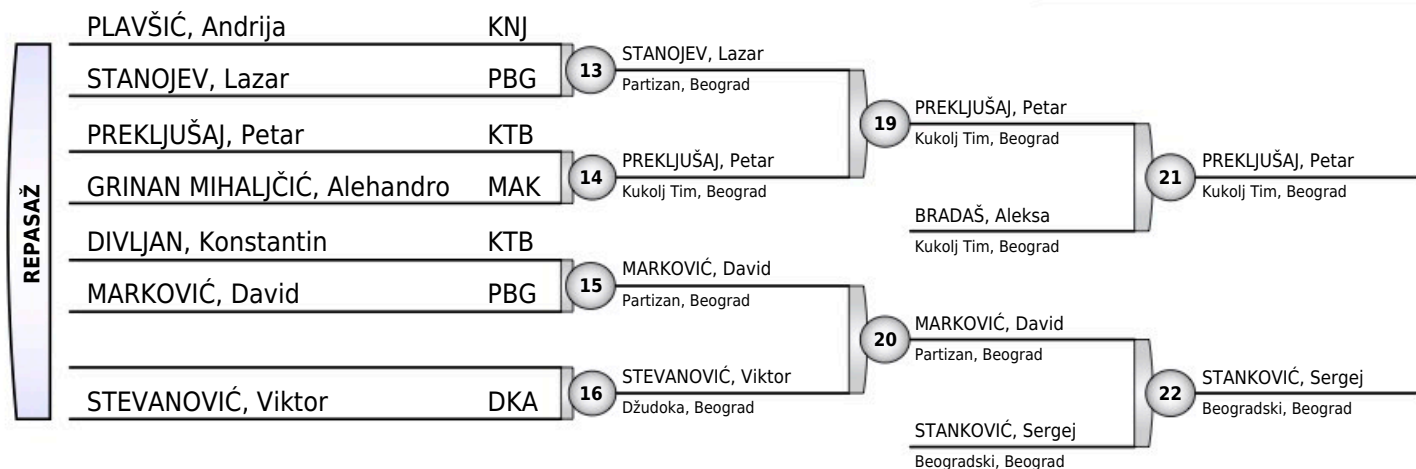 REPASAŽ
PLAVŠIĆ, Andrija KNJ
STANOJEV, Lazar PBG
PREKLJUŠAJ, Petar KTB
GRINAN MIHALJČIĆ, Alehandro MAK
DIVLJAN, Konstantin KTB
MARKOVIĆ, David PBG
STEVANOVIĆ, Viktor DKA
13
STANOJEV, Lazar
Partizan, Beograd
14
PREKLJUŠAJ, Petar
Kukolj Tim, Beograd
15
MARKOVIĆ, David
Partizan, Beograd
16
STEVANOVIĆ, Viktor
Džudoka, Beograd
19
PREKLJUŠAJ, Petar
Kukolj Tim, Beograd
BRADAŠ, Aleksa
Kukolj Tim, Beograd
20
MARKOVIĆ, David
Partizan, Beograd
STANKOVIĆ, Sergej
Beogradski, Beograd
21
PREKLJUŠAJ, Petar
Kukolj Tim, Beograd
22
STANKOVIĆ, Sergej
Beogradski, Beograd